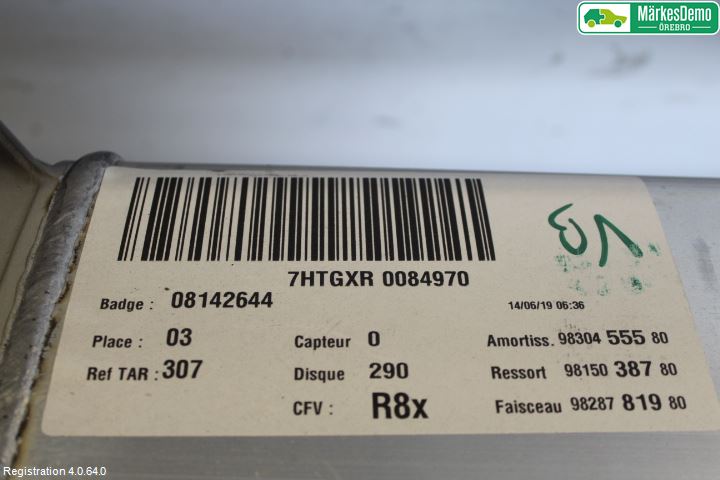 MärkesDemo
ÖREBRO
7HTGXR 0084970
Badge : 08142644
14/06/19 06:36
Place : 03 Capteur 0 Amortiss. 98304 555 80
Ref TAR : 307 Disque 290 Ressort 98150 387 80
CFV : R8x Faisceau 98287 819 80
Registration 4.0.64.0